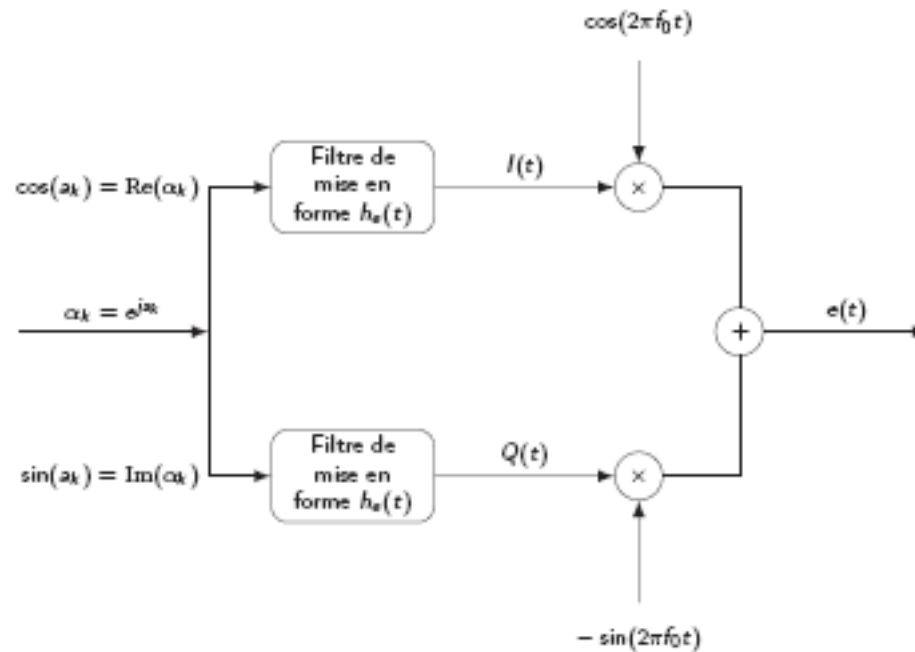 cos(2πf₀t)
Filtre de
mise en
forme hₑ(t)
I(t)
×
cos(aₖ) = Re(αₖ)
αₖ = e^{jaₖ}
+
e(t)
Filtre de
mise en
forme hₑ(t)
Q(t)
×
sin(aₖ) = Im(αₖ)
− sin(2πf₀t)